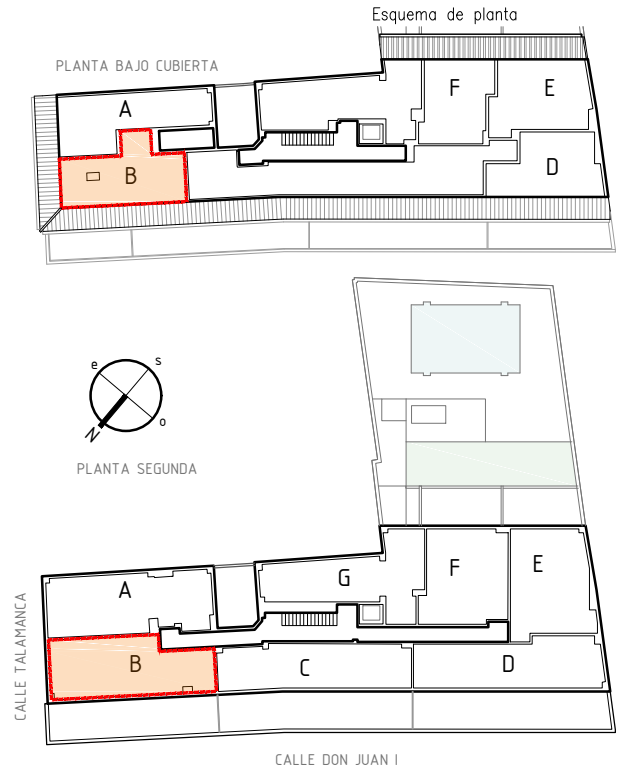 Esquema de planta
PLANTA BAJO CUBIERTA
A
F
E
B
D
e
s
N
o
PLANTA SEGUNDA
A
G
F
E
CALLE TALAMANCA
B
C
D
CALLE DON JUAN I